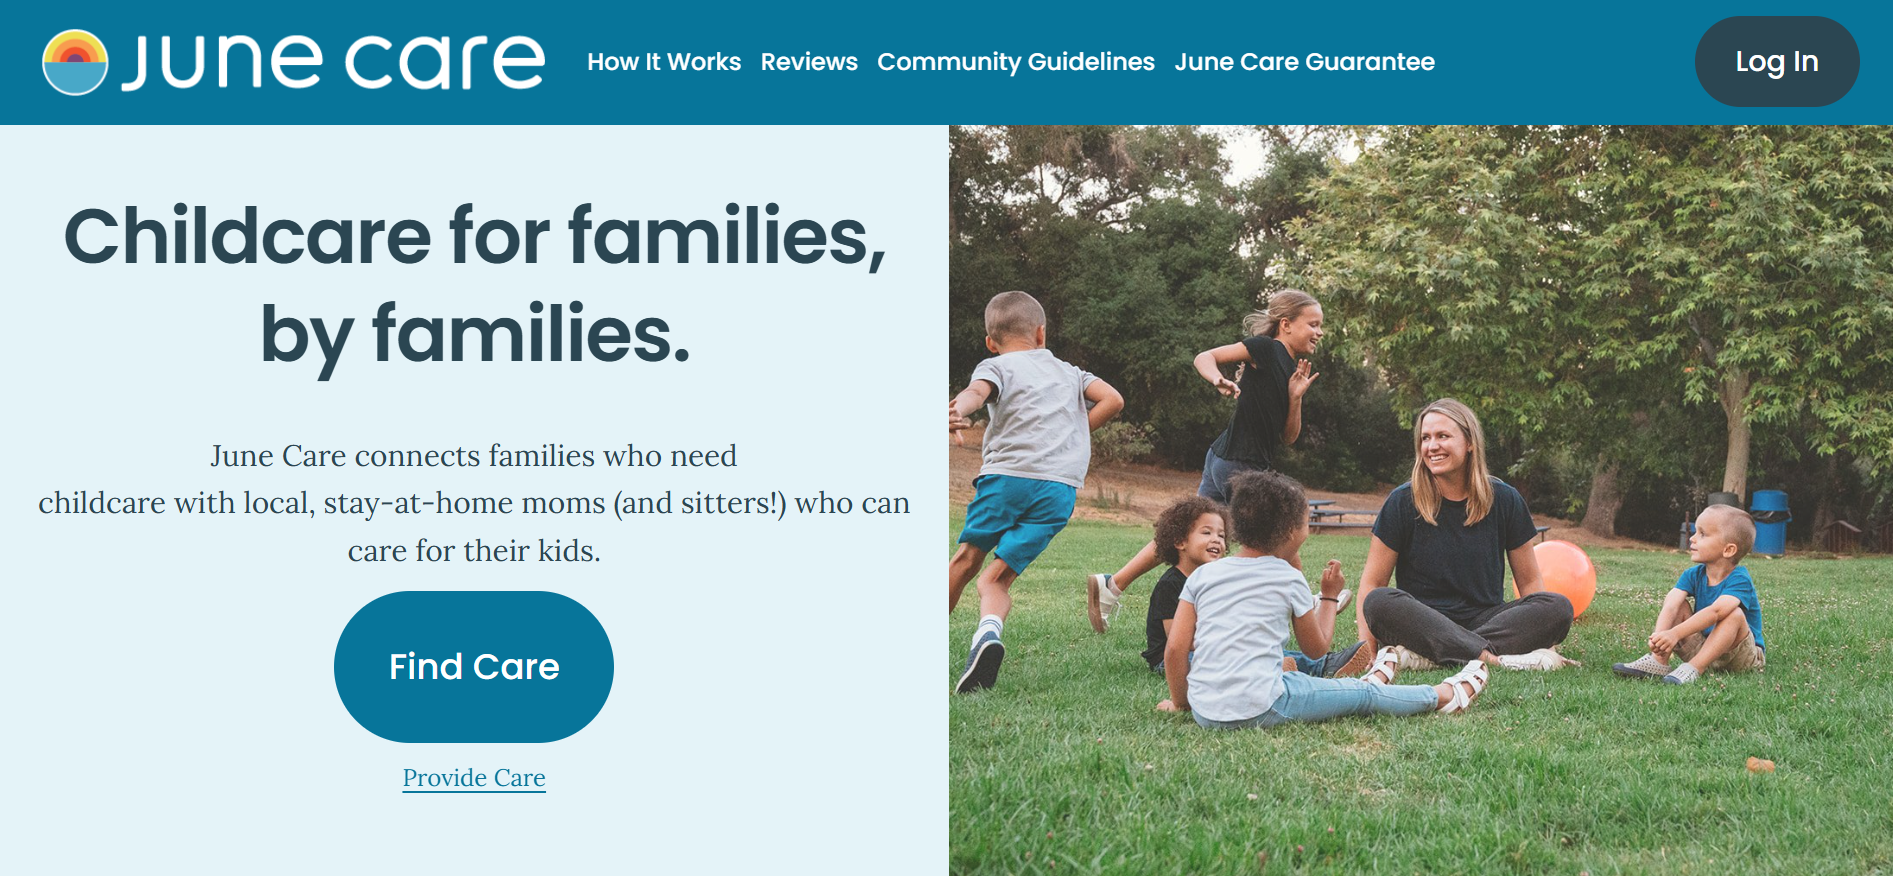 june care
How It Works Reviews Community Guidelines June Care Guarantee
Log In
Childcare for families,
by families.
June Care connects families who need
childcare with local, stay-at-home moms (and sitters!) who can
care for their kids.
Find Care
Provide Care